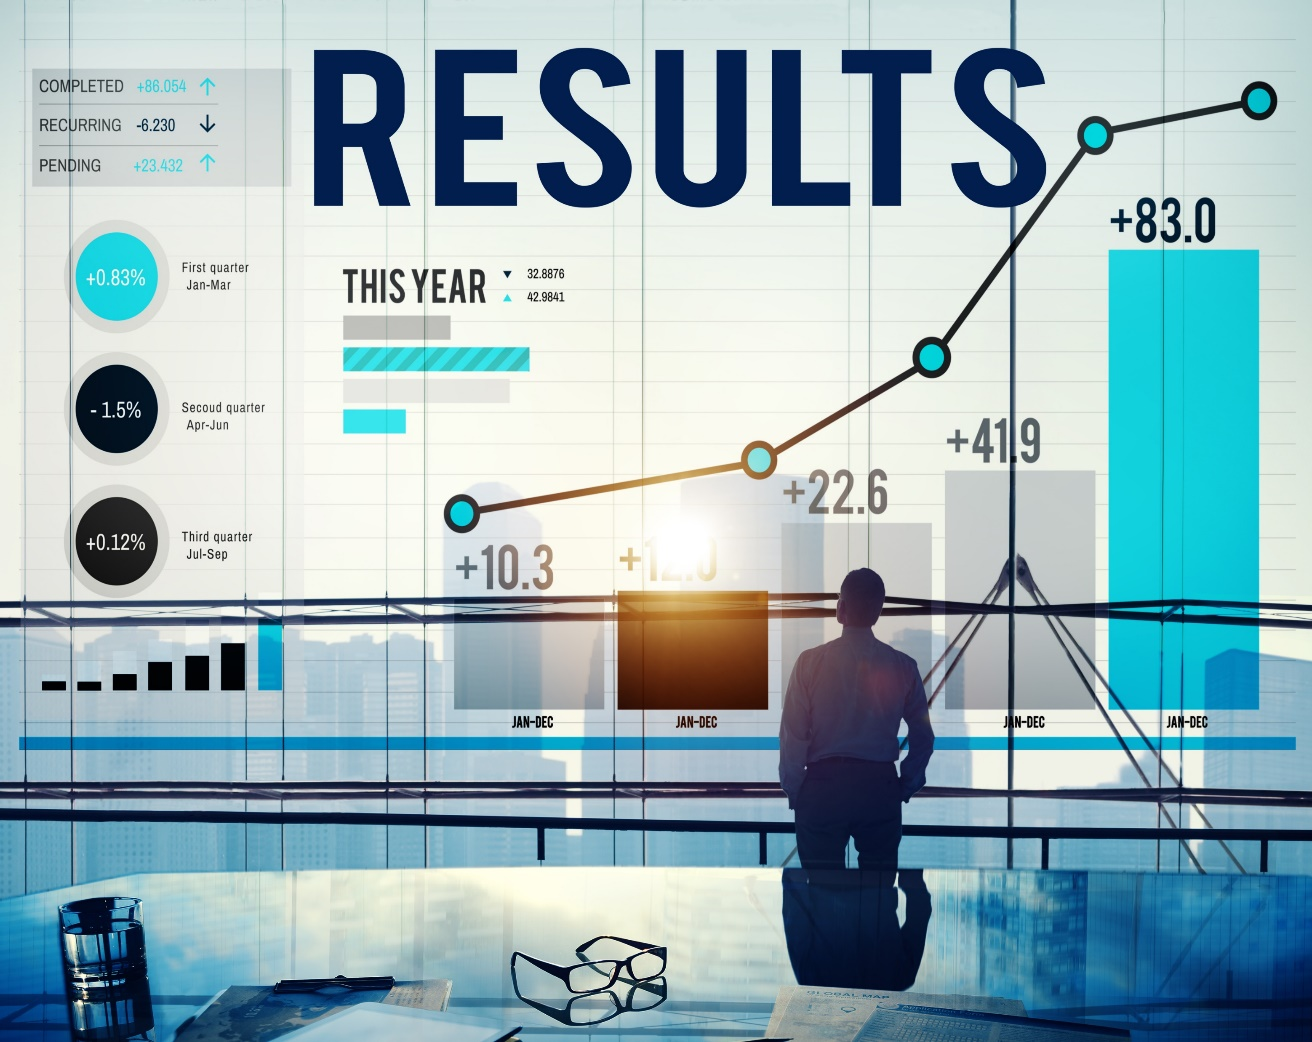 RESULTS
COMPLETED +86.054
RECURRING -6.230
PENDING +23.432
+0.83% First quarter
Jan-Mar
- 1.5% Secoud quarter
Apr-Jun
+0.12% Third quarter
Jul-Sep
THIS YEAR
32.8876
42.9841
+10.3
+22.6
+41.9
+83.0
JAN-DEC
JAN-DEC
JAN-DEC
JAN-DEC
GLOBAL MAP